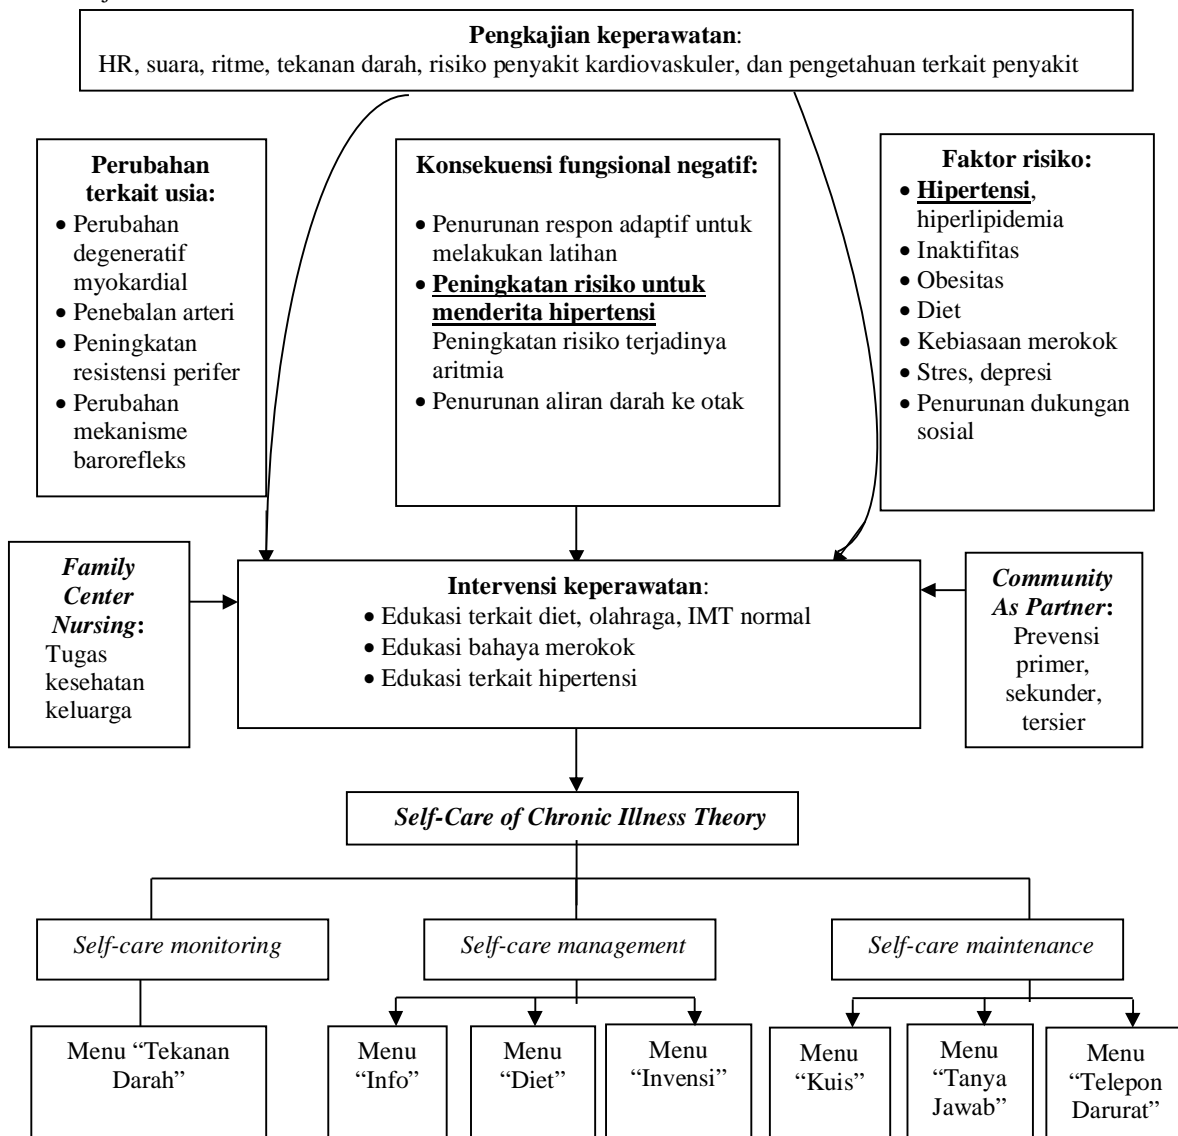 Pengkajian keperawatan:
HR, suara, ritme, tekanan darah, risiko penyakit kardiovaskuler, dan pengetahuan terkait penyakit
Perubahan
terkait usia:
• Perubahan
degeneratif
myokardial
• Penebalan arteri
• Peningkatan
resistensi perifer
• Perubahan
mekanisme
barorefleks
Konsekuensi fungsional negatif:
• Penurunan respon adaptif untuk
melakukan latihan
• Peningkatan risiko untuk
menderita hipertensi
Peningkatan risiko terjadinya
aritmia
• Penurunan aliran darah ke otak
Faktor risiko:
• Hipertensi,
hiperlipidemia
• Inaktifitas
• Obesitas
• Diet
• Kebiasaan merokok
• Stres, depresi
• Penurunan dukungan
sosial
Family
Center
Nursing:
Tugas
kesehatan
keluarga
Intervensi keperawatan:
• Edukasi terkait diet, olahraga, IMT normal
• Edukasi bahaya merokok
• Edukasi terkait hipertensi
Community
As Partner:
Prevensi
primer,
sekunder,
tersier
Self-Care of Chronic Illness Theory
Self-care monitoring
Self-care management
Self-care maintenance
Menu “Tekanan
Darah”
Menu
“Info”
Menu
“Diet”
Menu
“Invensi”
Menu
“Kuis”
Menu
“Tanya
Jawab”
Menu
“Telepon
Darurat”